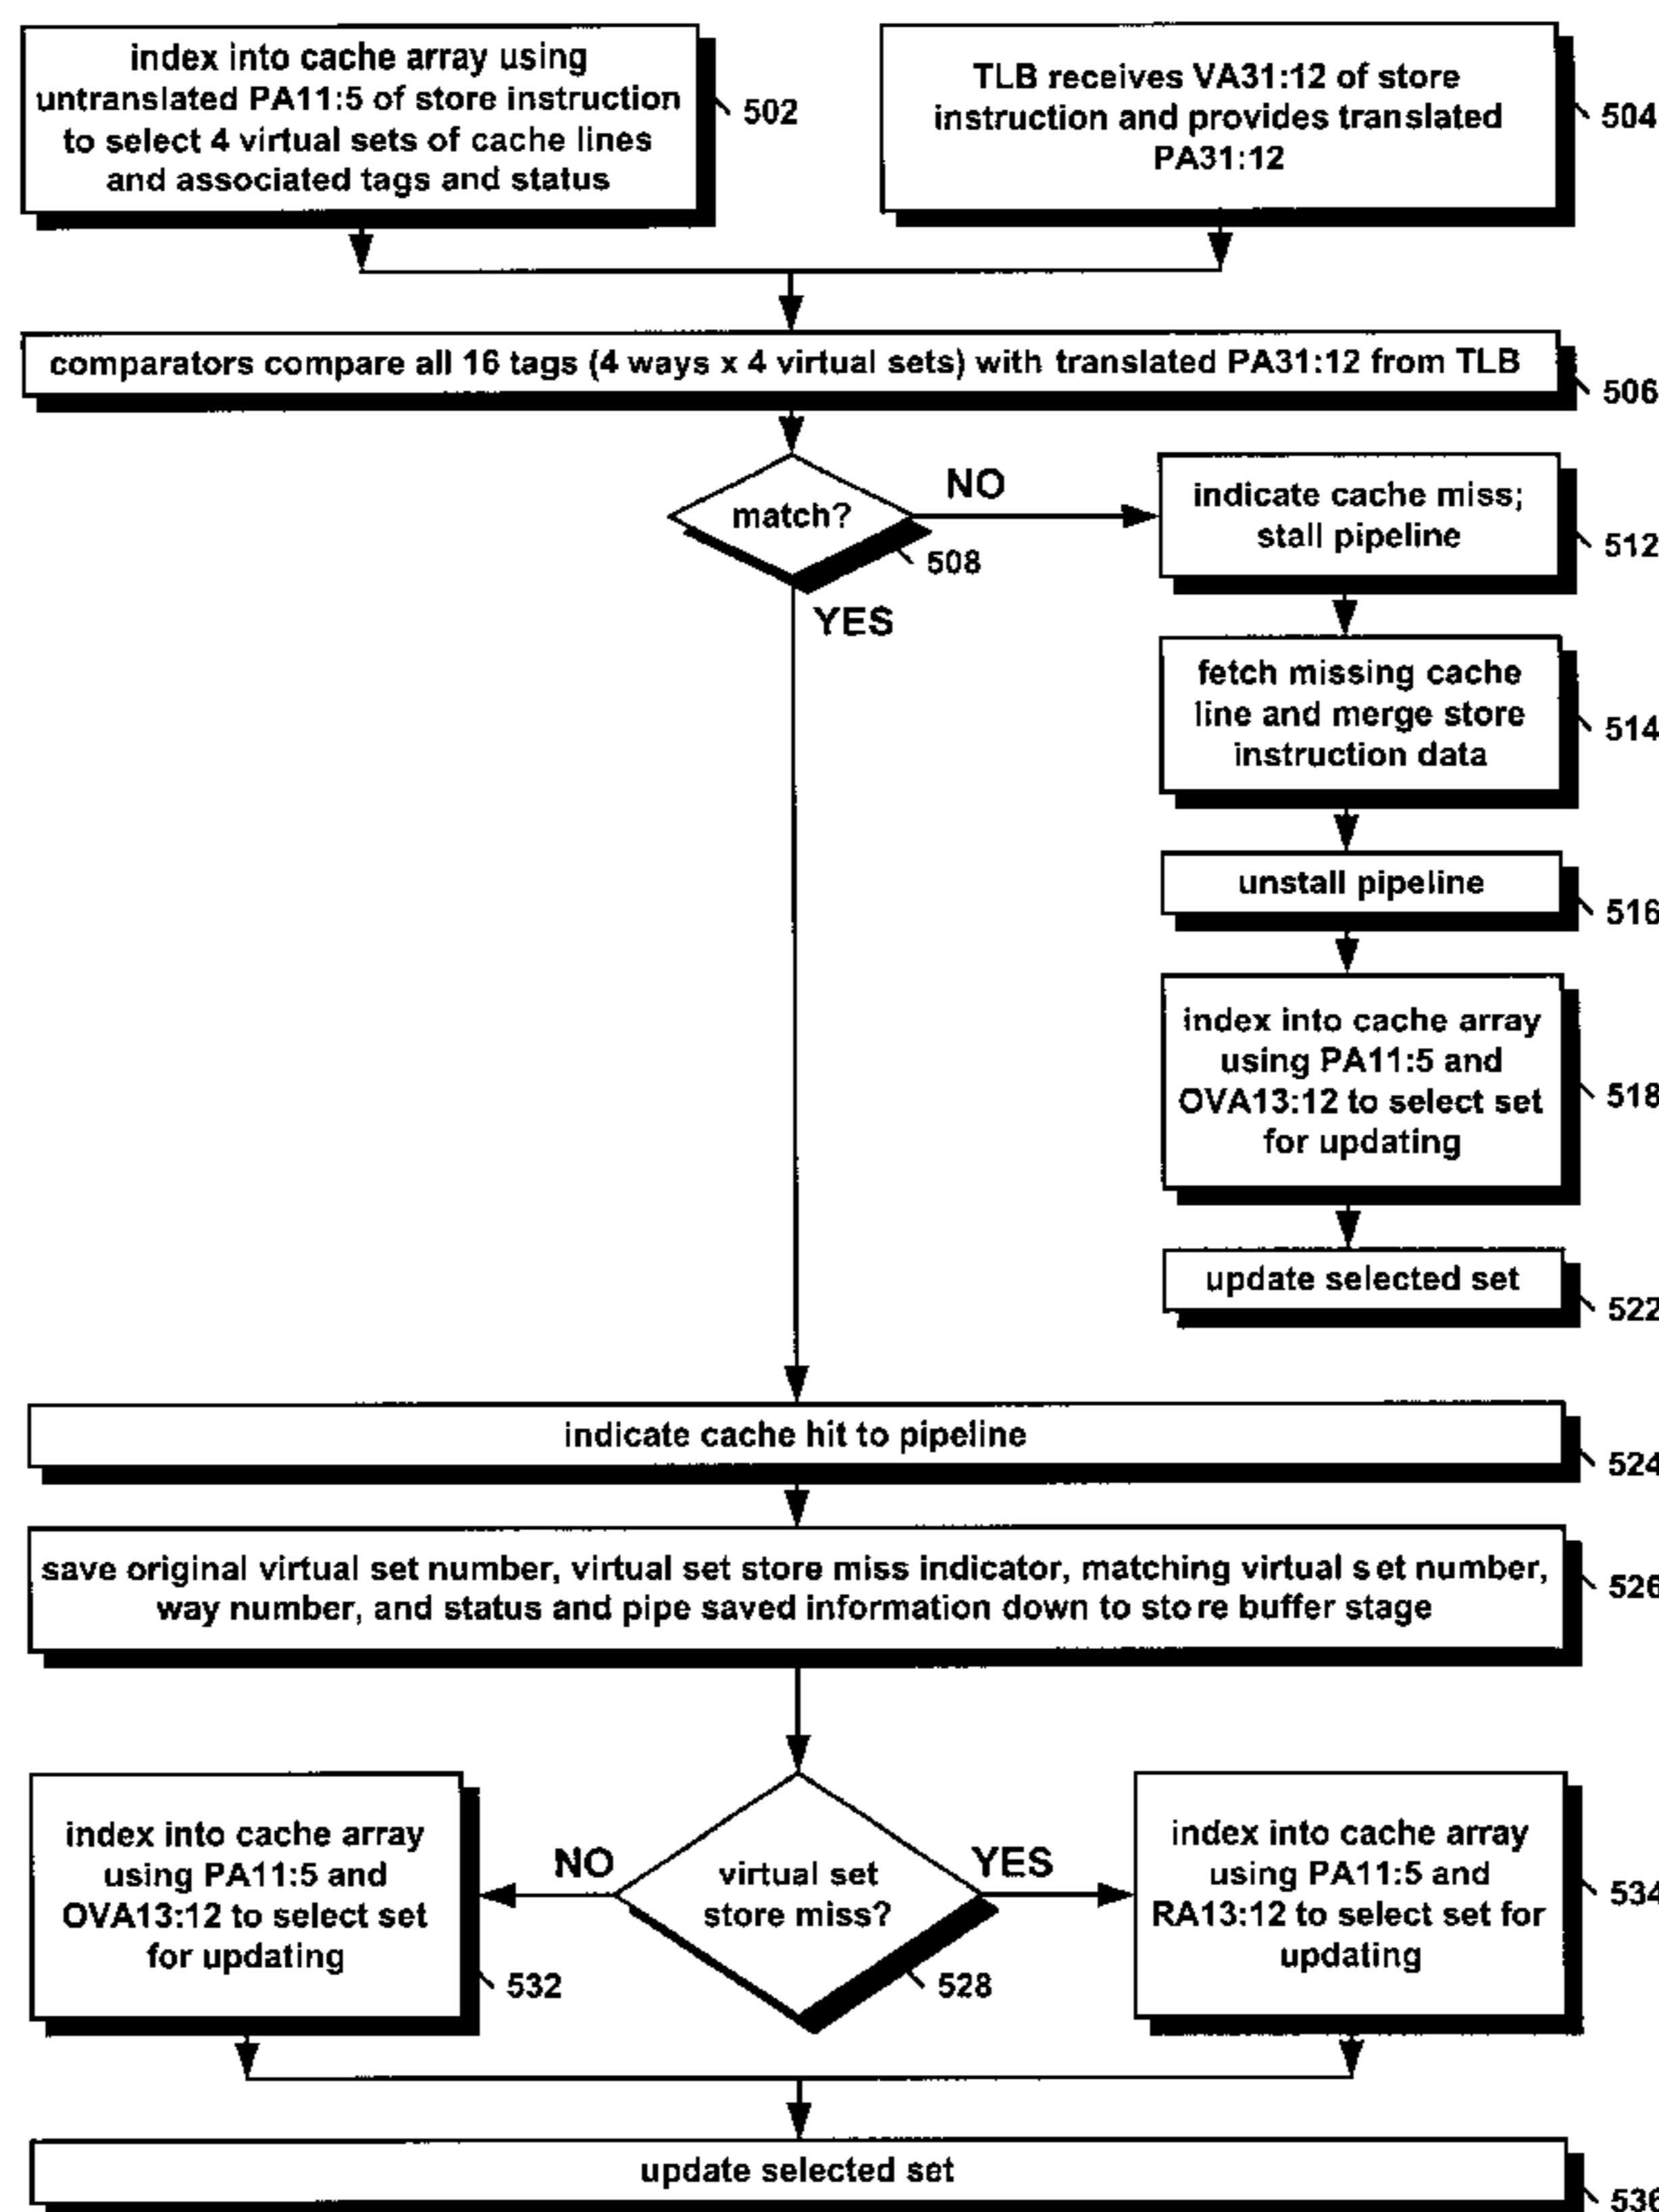 index into cache array using
untranslated PA11:5 of store instruction
to select 4 virtual sets of cache lines
and associated tags and status
502
TLB receives VA31:12 of store
instruction and provides translated
PA31:12
504
comparators compare all 16 tags (4 ways x 4 virtual sets) with translated PA31:12 from TLB
506
match?
508
NO
YES
indicate cache miss;
stall pipeline
512
fetch missing cache
line and merge store
instruction data
514
unstall pipeline
516
index into cache array
using PA11:5 and
OVA13:12 to select set
for updating
518
update selected set
522
indicate cache hit to pipeline
524
save original virtual set number, virtual set store miss indicator, matching virtual set number,
way number, and status and pipe saved information down to store buffer stage
526
virtual set
store miss?
528
NO
YES
index into cache array
using PA11:5 and
OVA13:12 to select set
for updating
532
index into cache array
using PA11:5 and
RA13:12 to select set for
updating
534
update selected set
536